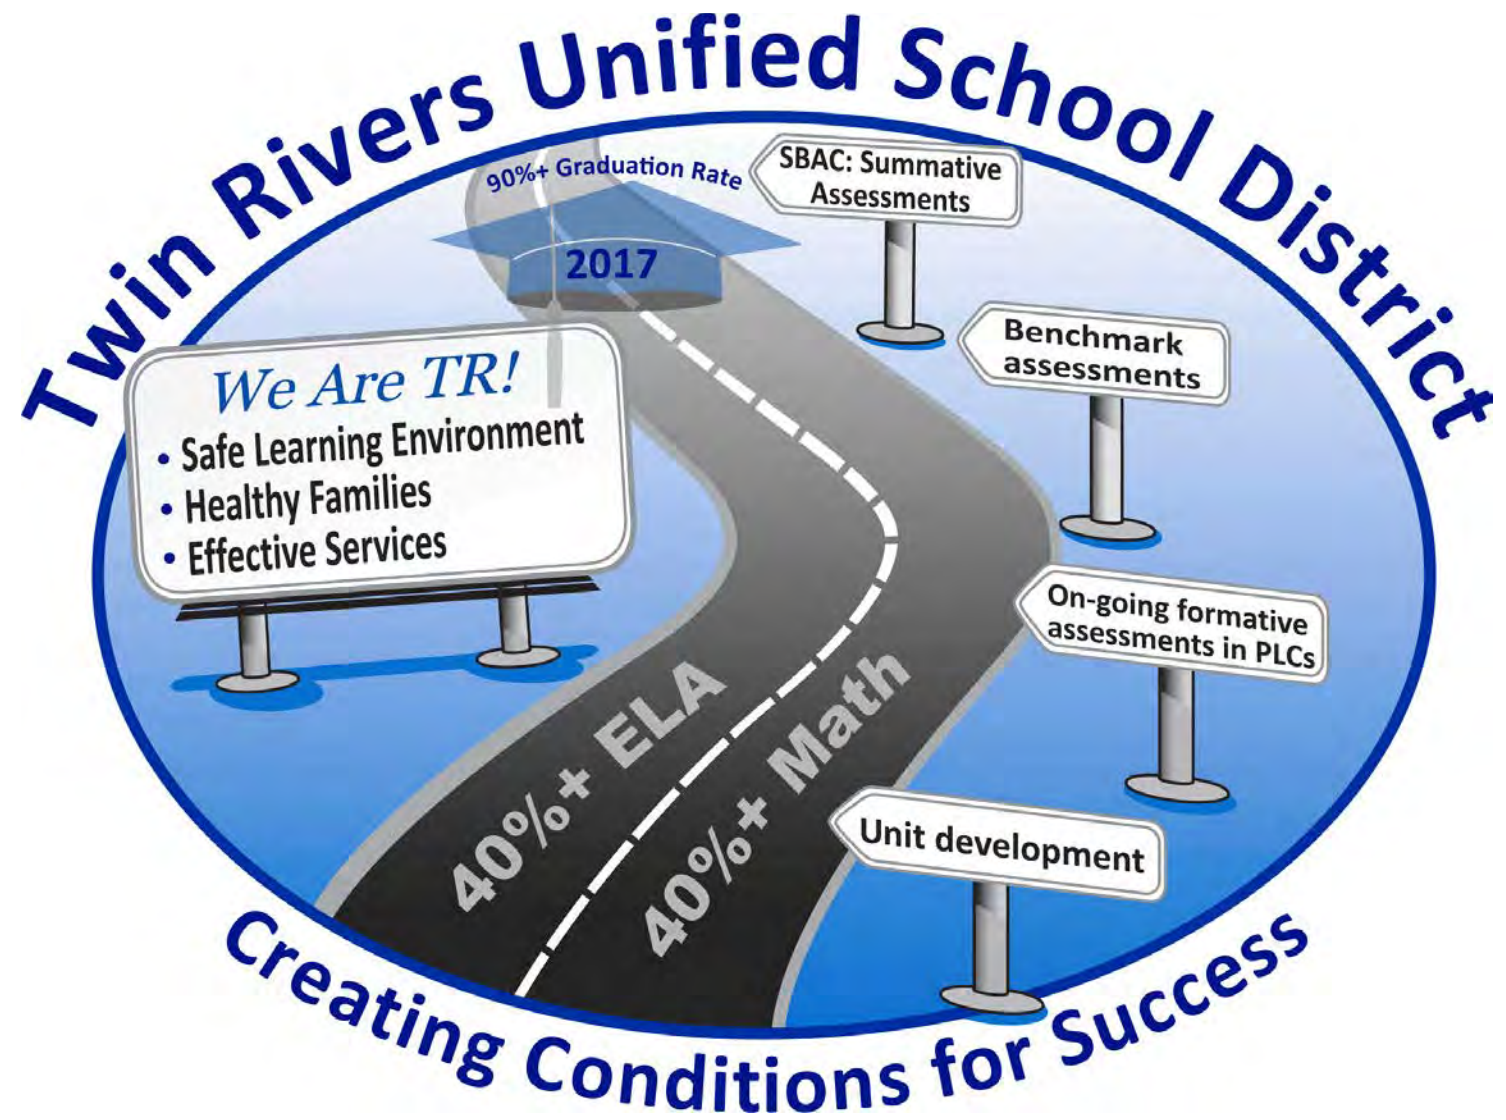 Twin Rivers Unified School District
90%+ Graduation Rate
2017
SBAC: Summative
Assessments
Benchmark
assessments
We Are TR!
• Safe Learning Environment
• Healthy Families
• Effective Services
On-going formative
assessments in PLCs
40%+ ELA
40%+ Math
Unit development
Creating Conditions for Success